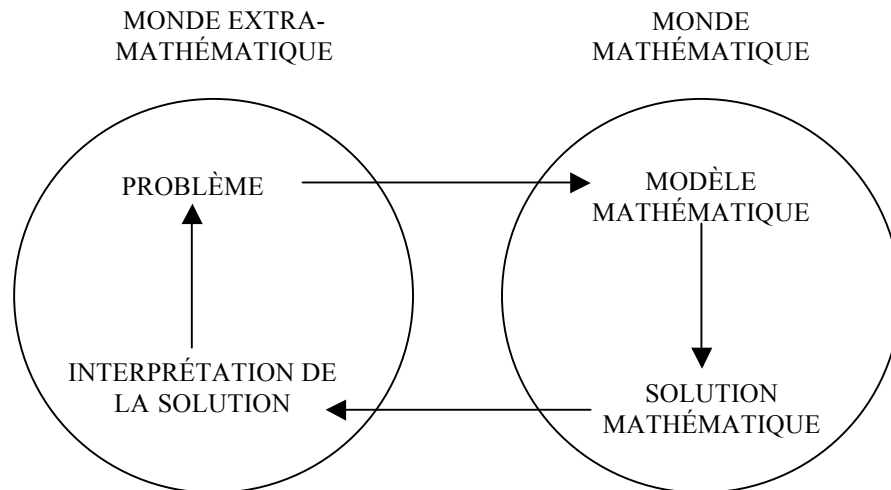 MONDE EXTRA-
MATHÉMATIQUE
MONDE
MATHÉMATIQUE
PROBLÈME
MODÈLE
MATHÉMATIQUE
INTERPRÉTATION DE
LA SOLUTION
SOLUTION
MATHÉMATIQUE